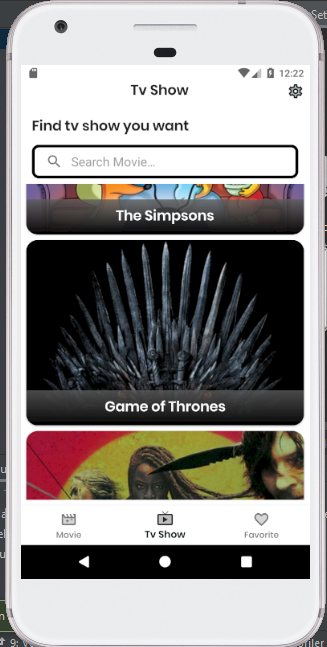 Set
12:22
Tv Show
Find tv show you want
Search Movie...
The Simpsons
Game of Thrones
Movie
Tv Show
Favorite